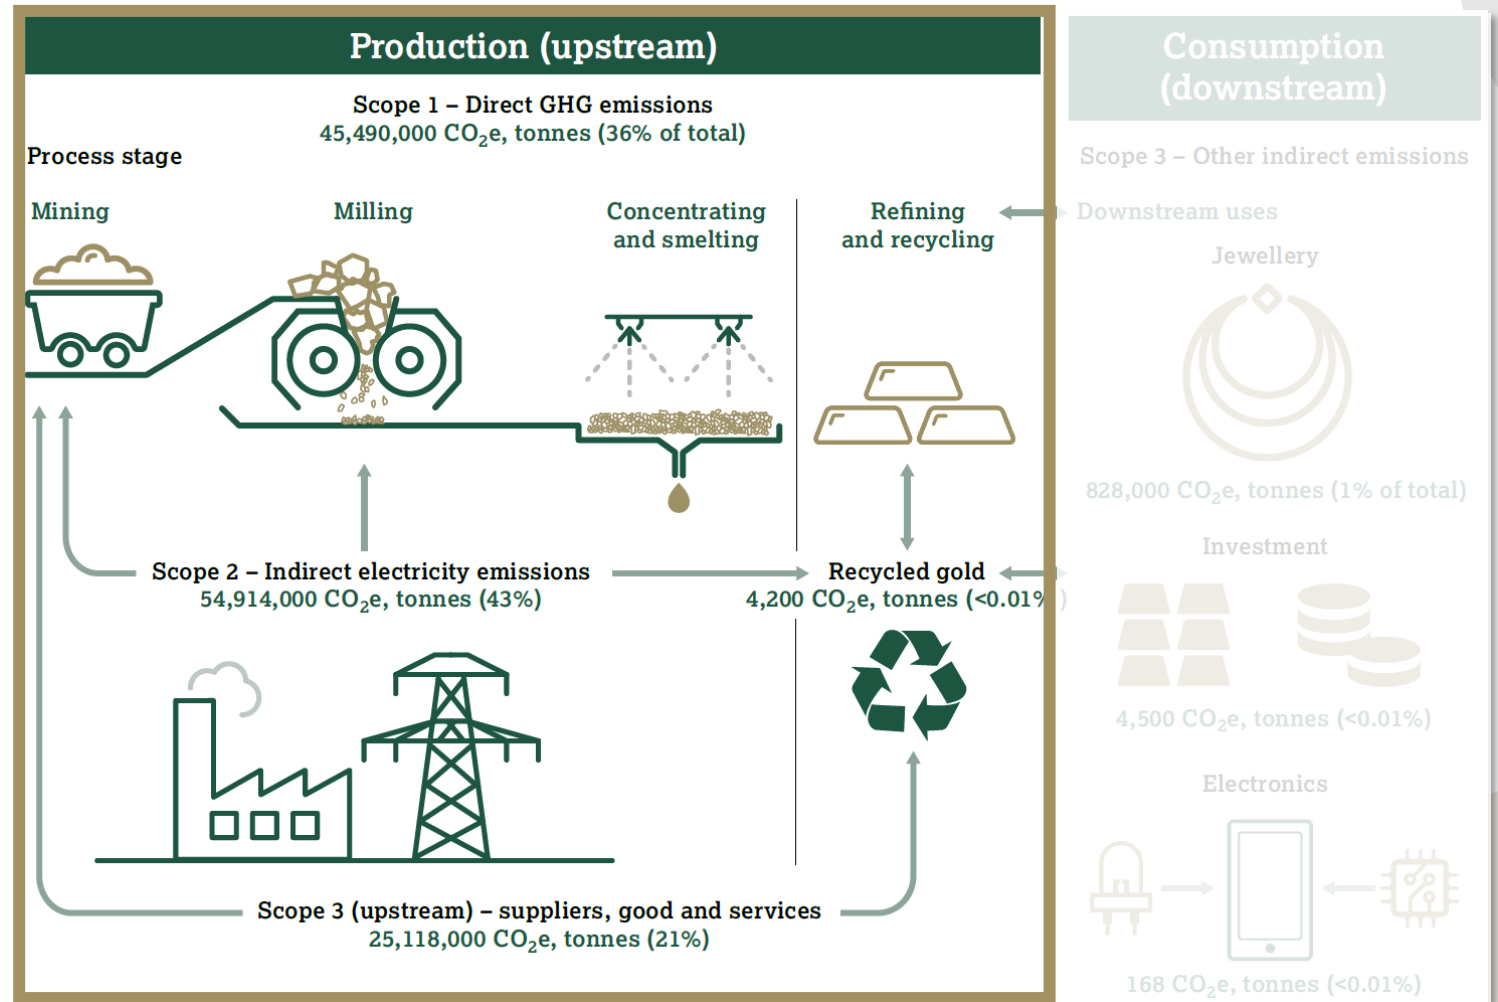 Production (upstream)
Scope 1 – Direct GHG emissions
45,490,000 CO₂e, tonnes (36% of total)
Process stage
Mining
Milling
Concentrating
and smelting
Refining
and recycling
Scope 2 – Indirect electricity emissions
54,914,000 CO₂e, tonnes (43%)
Recycled gold
4,200 CO₂e, tonnes (<0.01%)
Scope 3 (upstream) – suppliers, good and services
25,118,000 CO₂e, tonnes (21%)
Consumption
(downstream)
Scope 3 – Other indirect emissions
Downstream uses
Jewellery
828,000 CO₂e, tonnes (1% of total)
Investment
4,500 CO₂e, tonnes (<0.01%)
Electronics
168 CO₂e, tonnes (<0.01%)